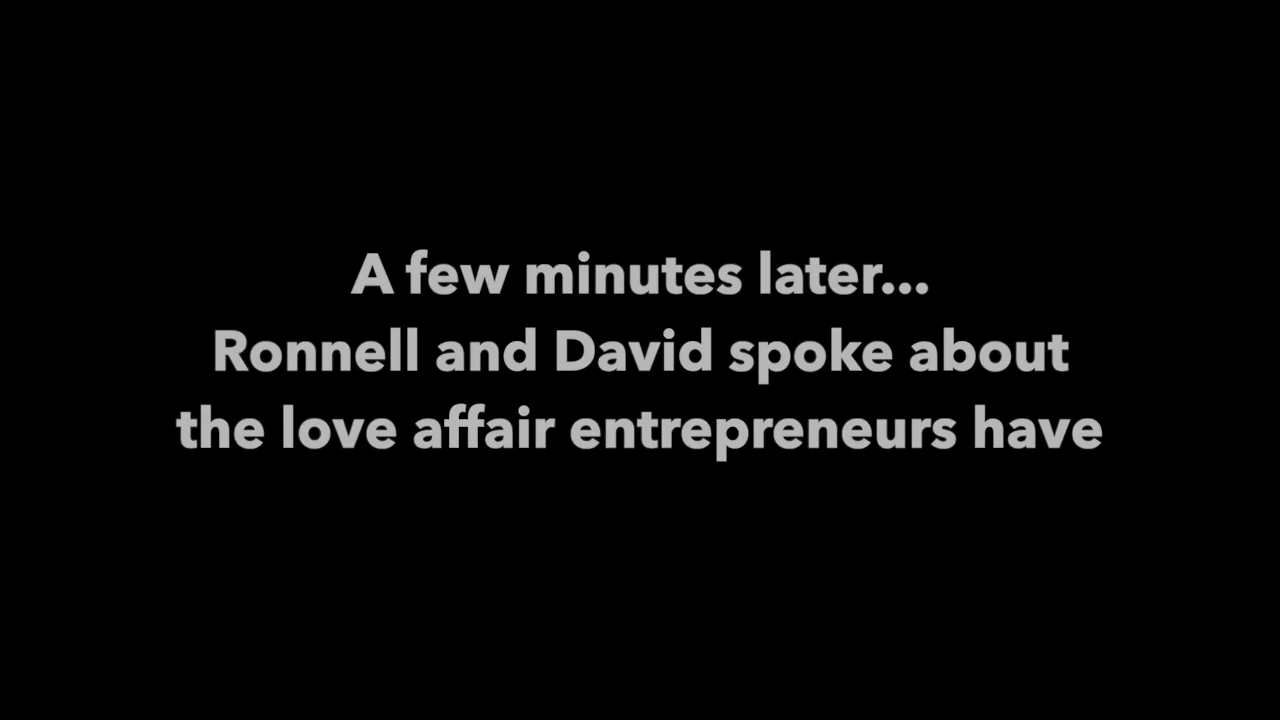 A few minutes later...
Ronnell and David spoke about
the love affair entrepreneurs have